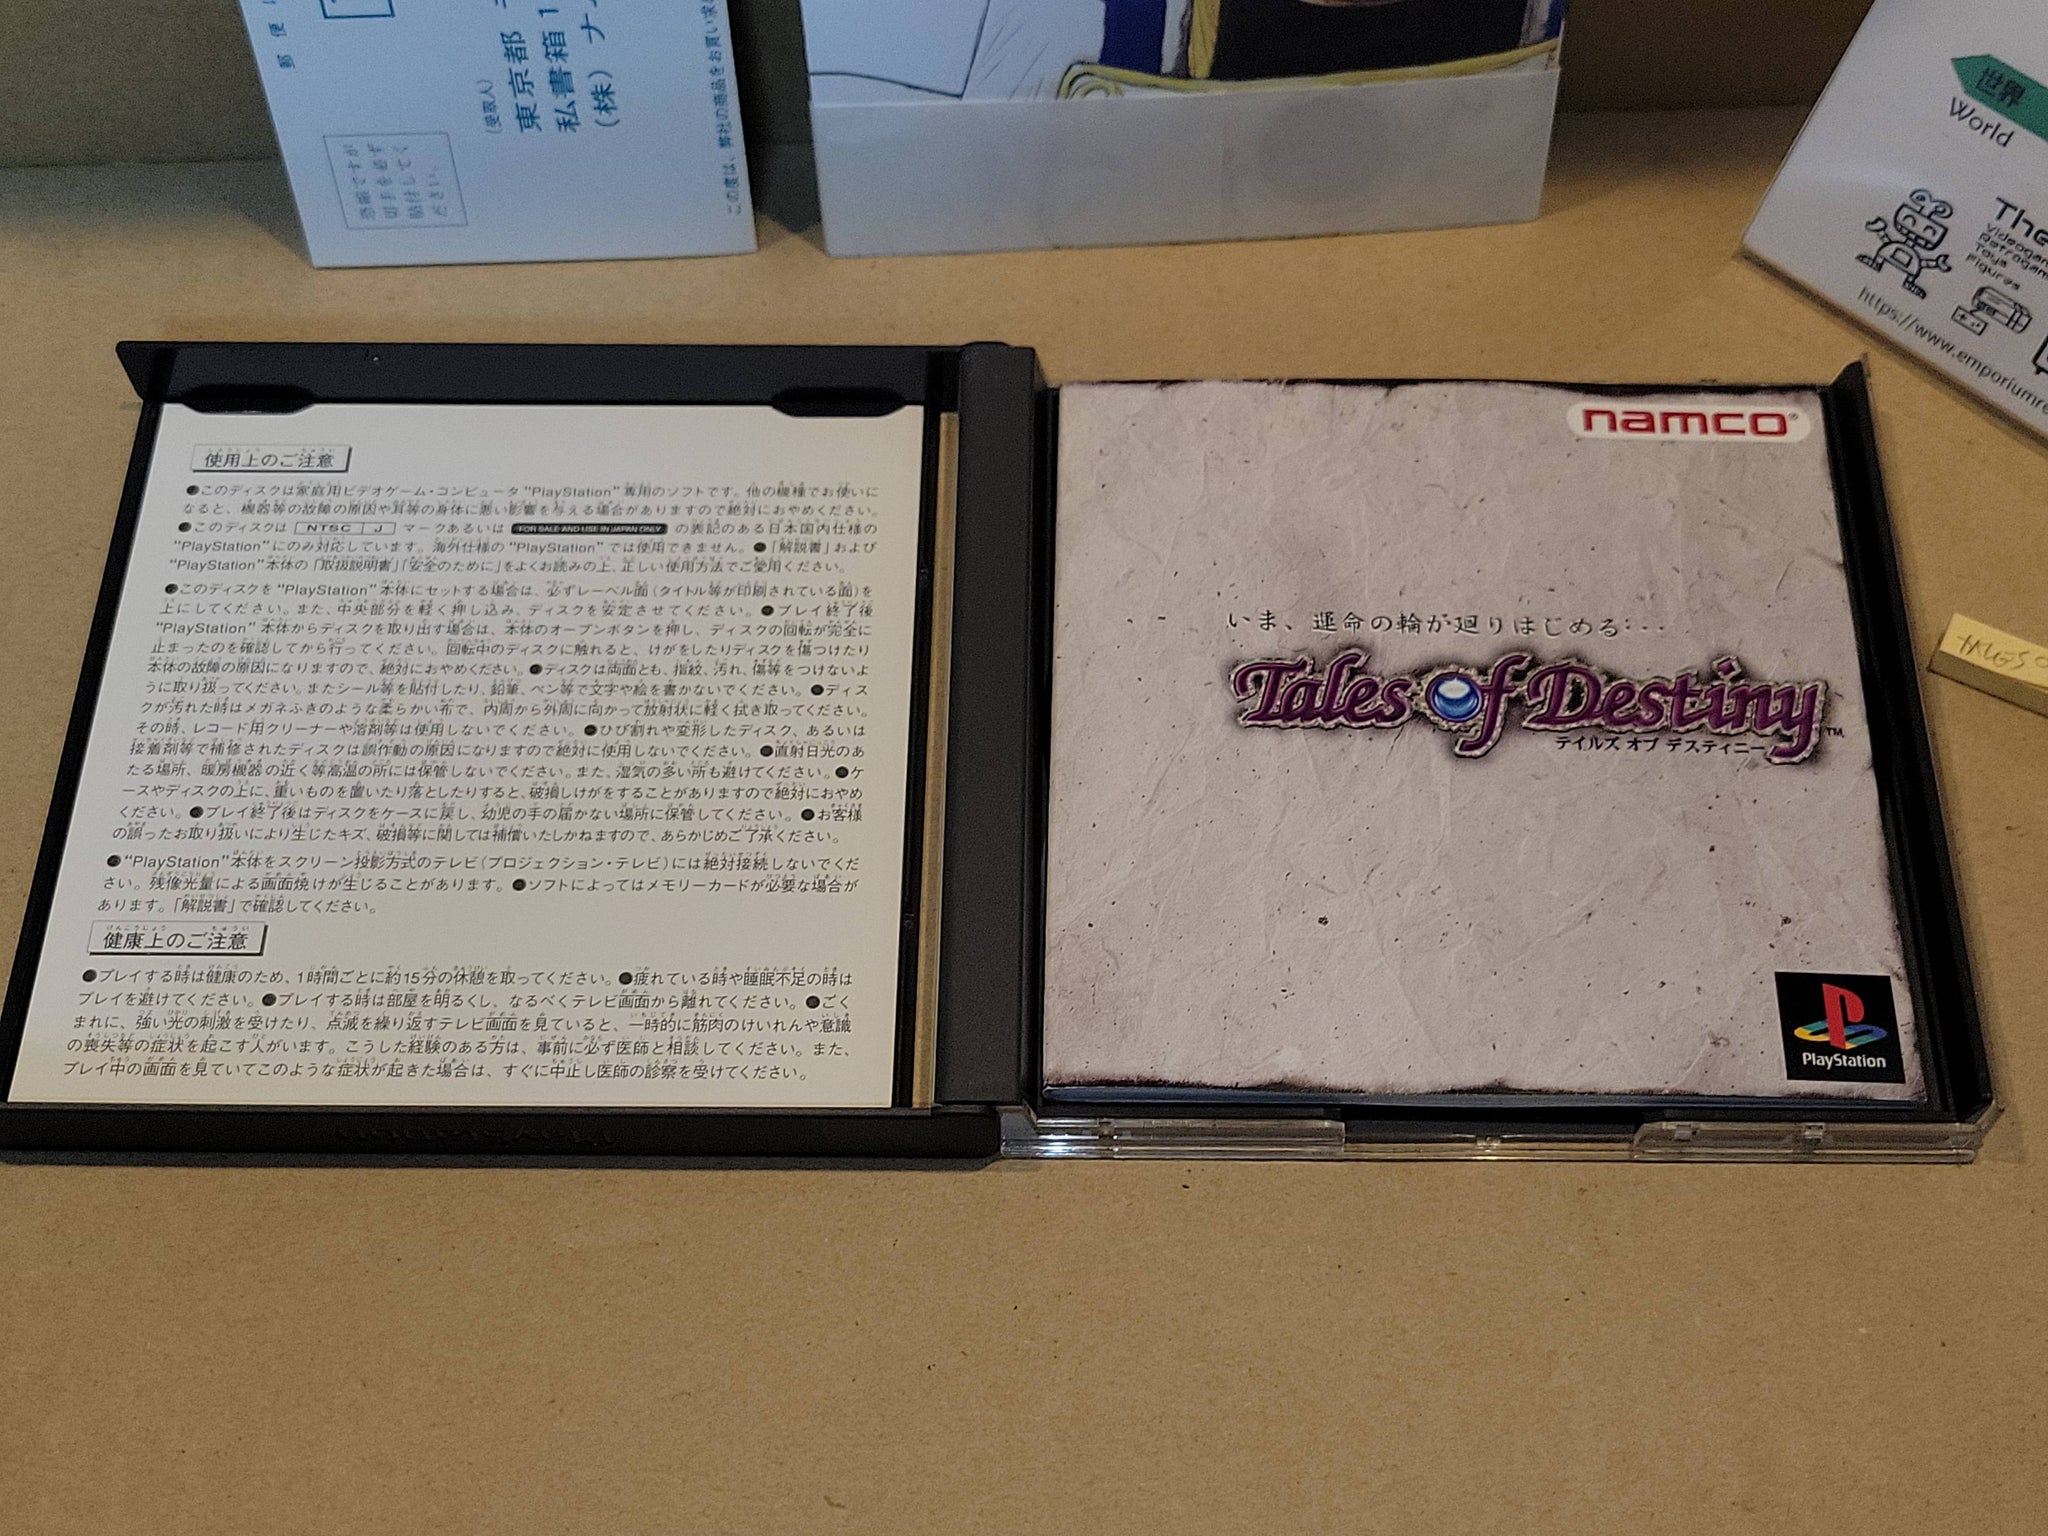 郵便
(受取人)
東京都
私書箱1
(株)ナ
恐縮ですが
切手を必ず
貼付してく
ださい。
この度は、弊社の商品をお買い求め
世界
World
The
https://www.emporiumre
使用上のご注意
●このディスクは家庭用ビデオゲーム・コンピュータ"PlayStation"専用のソフトです。他の機種でお使いに
なると、機器等の故障の原因や耳等の身体に悪い影響を与える場合がありますので絶対におやめください。
●このディスクは NTSC J マークあるいは FOR SALE AND USE IN JAPAN ONLY の表記のある日本国内仕様の
"PlayStation"にのみ対応しています。海外仕様の"PlayStation"では使用できません。●「解説書」および
"PlayStation"本体の「取扱説明書」「安全のために」をよくお読みの上、正しい使用方法でご愛用ください。
●このディスクを"PlayStation"本体にセットする場合は、必ずレーベル面(タイトル等が印刷されている面)を
上にしてください。また、中央部分を軽く押し込み、ディスクを安定させてください。●プレイ終了後
"PlayStation"本体からディスクを取り出す場合は、本体のオープンボタンを押し、ディスクの回転が完全に
止まったのを確認してから行ってください。回転中のディスクに触れると、けがをしたりディスクを傷つけたり
本体の故障の原因になりますので、絶対におやめください。●ディスクは両面とも、指紋、汚れ、傷等をつけないよ
うに取り扱ってください。またシール等を貼付したり、鉛筆、ペン等で文字や絵を書かないでください。●ディス
クが汚れた時はメガネふきのような柔らかい布で、内周から外周に向かって放射状に軽く拭き取ってください。
その時、レコード用クリーナーや溶剤等は使用しないでください。●ひび割れや変形したディスク、あるいは
接着剤等で補修されたディスクは誤作動の原因になりますので絶対に使用しないでください。●直射日光のあ
たる場所、暖房機器の近く等高温の所には保管しないでください。また、湿気の多い所も避けてください。●ケ
ースやディスクの上に、重いものを置いたり落としたりすると、破損しけがをすることがありますので絶対におやめ
ください。●プレイ終了後はディスクをケースに戻し、幼児の手の届かない場所に保管してください。●お客様
の誤ったお取り扱いにより生じたキズ、破損等に関しては補償いたしかねますので、あらかじめご了承ください。
●"PlayStation"本体をスクリーン投影方式のテレビ(プロジェクション・テレビ)には絶対接続しないでくだ
さい。残像光量による画面焼けが生じることがあります。●ソフトによってはメモリーカードが必要な場合が
あります。「解説書」で確認してください。
健康上のご注意
●プレイする時は健康のため、1時間ごとに約15分の休憩を取ってください。●疲れている時や睡眠不足の時は
プレイを避けてください。●プレイする時は部屋を明るくし、なるべくテレビ画面から離れてください。●ごく
まれに、強い光の刺激を受けたり、点滅を繰り返すテレビ画面を見ていると、一時的に筋肉のけいれんや意識
の喪失等の症状を起こす人がいます。こうした経験のある方は、事前に必ず医師と相談してください。また、
プレイ中の画面を見ていてこのような症状が起きた場合は、すぐに中止し医師の診察を受けてください。
namco®
いま、運命の輪が廻りはじめる…
Tales of Destiny™
テイルズ オブ デスティニー
PlayStation
TALES O